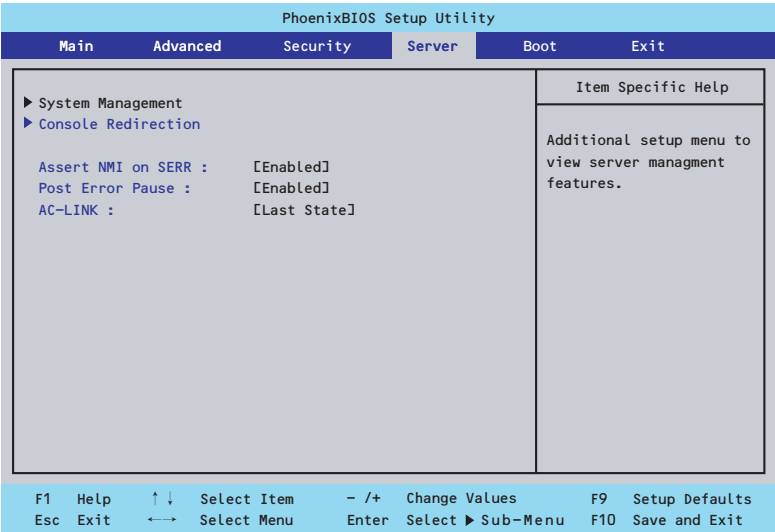 PhoenixBIOS Setup Utility
Main Advanced Security Server Boot Exit
Item Specific Help
▶ System Management
▶ Console Redirection
Additional setup menu to
view server managment
features.
Assert NMI on SERR : [Enabled]
Post Error Pause : [Enabled]
AC-LINK : [Last State]
F1 Help ↑↓ Select Item - /+ Change Values F9 Setup Defaults
Esc Exit ←→ Select Menu Enter Select ▶ Sub-Menu F10 Save and Exit